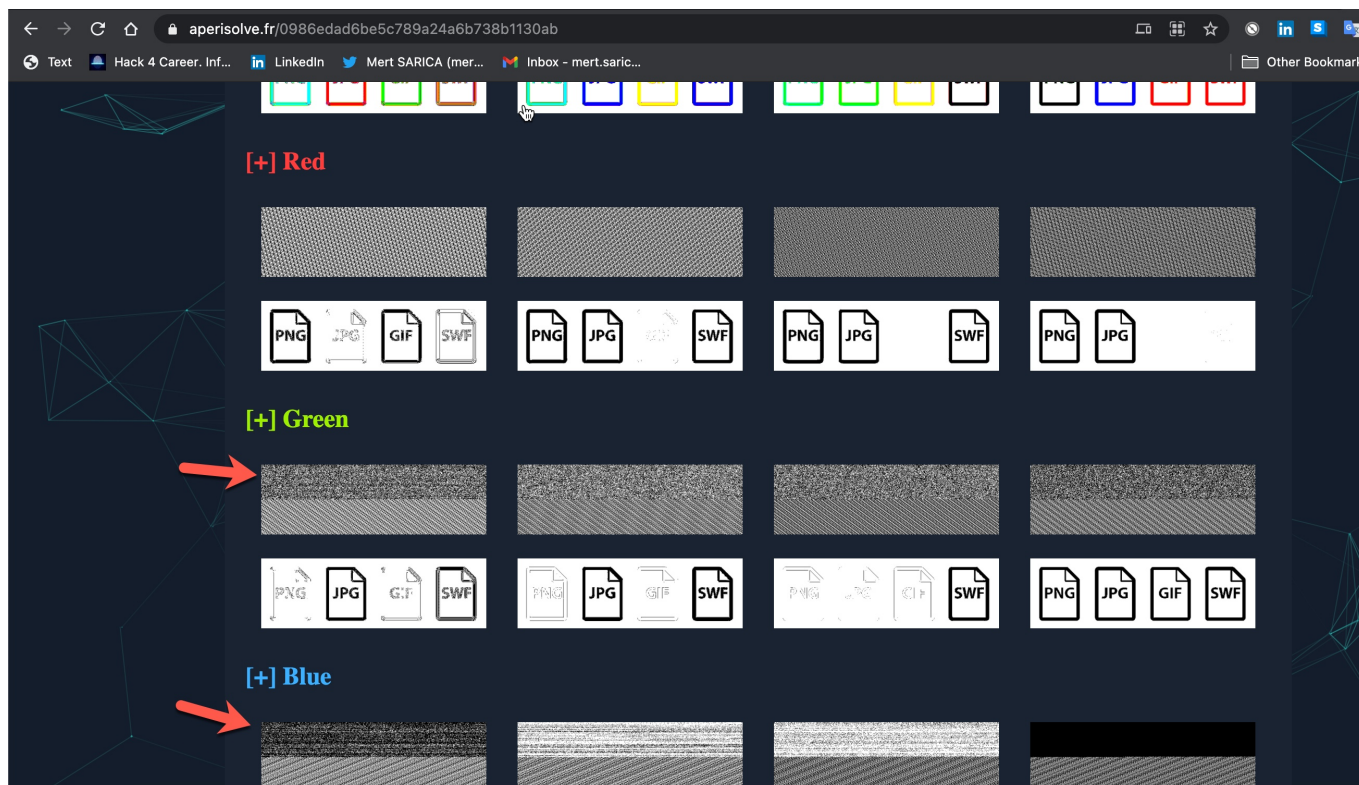 aperisolve.fr/0986edad6be5c789a24a6b738b1130ab
Text Hack 4 Career. Inf... LinkedIn Mert SARICA (mer... Inbox - mert.saric... Other Bookmark
[+] Red
PNG JPG GIF SWF PNG JPG SWF PNG JPG SWF PNG JPG
[+] Green
PNG JPG GIF SWF PNG JPG GIF SWF PNG JPG GIF SWF PNG JPG GIF SWF
[+] Blue